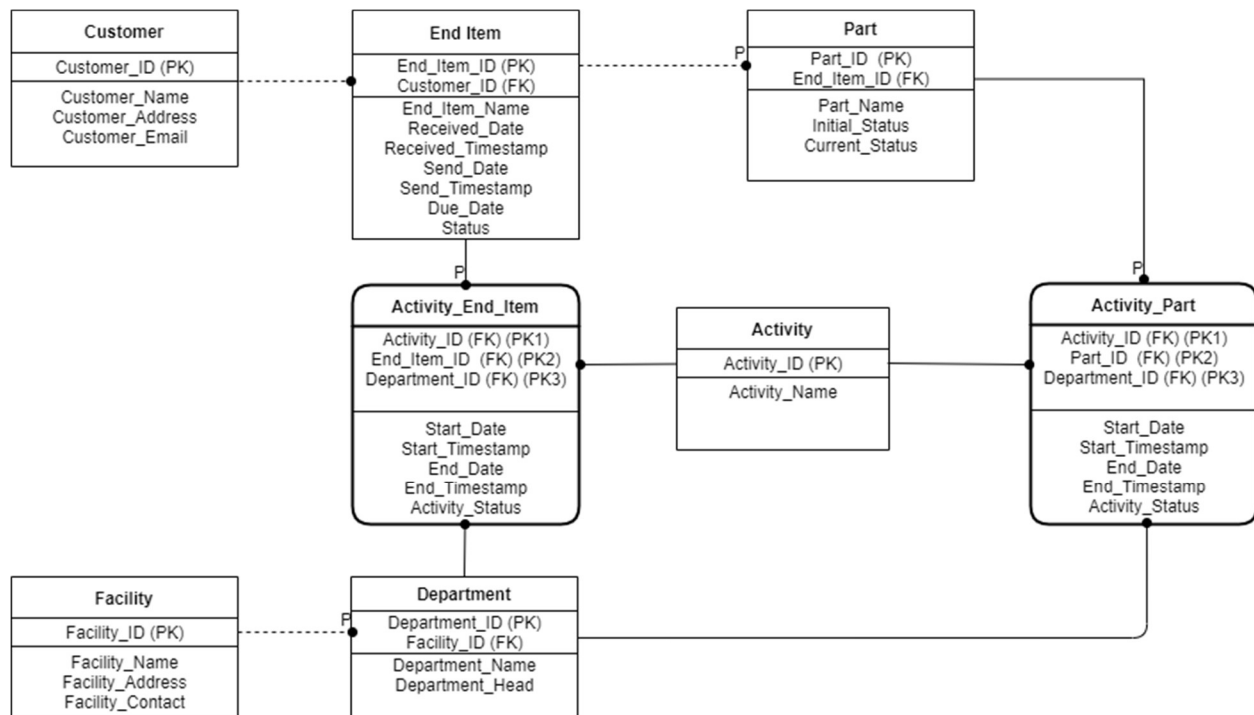 Customer
Customer_ID (PK)
Customer_Name
Customer_Address
Customer_Email
End Item
End_Item_ID (PK)
Customer_ID (FK)
End_Item_Name
Received_Date
Received_Timestamp
Send_Date
Send_Timestamp
Due_Date
Status
P
Part
Part_ID (PK)
End_Item_ID (FK)
Part_Name
Initial_Status
Current_Status
P
Activity_End_Item
Activity_ID (FK) (PK1)
End_Item_ID (FK) (PK2)
Department_ID (FK) (PK3)
Start_Date
Start_Timestamp
End_Date
End_Timestamp
Activity_Status
Activity
Activity_ID (PK)
Activity_Name
P
Activity_Part
Activity_ID (FK) (PK1)
Part_ID (FK) (PK2)
Department_ID (FK) (PK3)
Start_Date
Start_Timestamp
End_Date
End_Timestamp
Activity_Status
Facility
Facility_ID (PK)
Facility_Name
Facility_Address
Facility_Contact
P
Department
Department_ID (PK)
Facility_ID (FK)
Department_Name
Department_Head